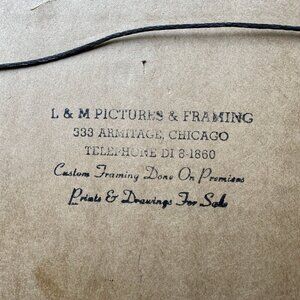 L & M PICTURES & FRAMING
533 ARMITAGE, CHICAGO
TELEPHONE DI 8-1860
Custom Framing Done On Premises
Prints & Drawings For Sale